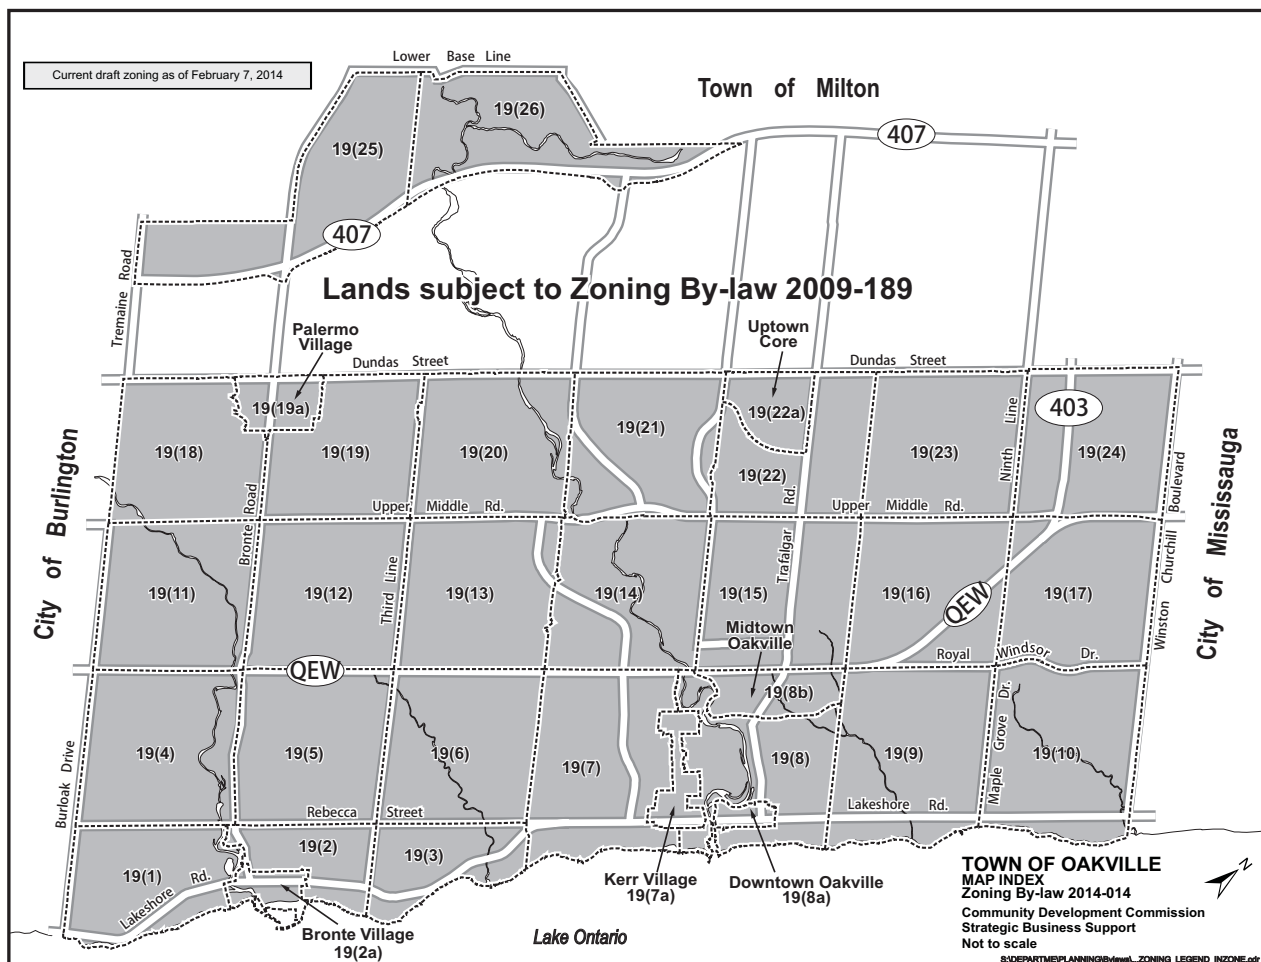 Current draft zoning as of February 7, 2014
Lower Base Line
Town of Milton
19(26)
407
19(25)
407
Tremaine Road
Lands subject to Zoning By-law 2009-189
Palermo
Village
Uptown
Core
Dundas Street
Dundas Street
19(19a)
19(22a)
403
Ninth Line
19(21)
19(18)
19(19)
19(20)
19(22)
19(23)
19(24)
City of Burlington
City of Mississauga
Bronte Road
Upper Middle Rd.
Trafalgar Rd.
Upper Middle Rd.
Winston Churchill Boulevard
Third Line
19(11)
19(12)
19(13)
19(14)
19(15)
19(16)
QEW
19(17)
Midtown
Oakville
Royal Windsor Dr.
QEW
19(8b)
Maple Grove Dr.
Burloak Drive
19(4)
19(5)
19(6)
19(7)
19(8)
19(9)
19(10)
Rebecca Street
Lakeshore Rd.
19(2)
19(3)
19(1)
Lakeshore Rd.
Kerr Village
19(7a)
Downtown Oakville
19(8a)
Bronte Village
19(2a)
Lake Ontario
TOWN OF OAKVILLE
MAP INDEX
Zoning By-law 2014-014
Community Development Commission
Strategic Business Support
Not to scale
N
S:\DEPARTME\PLANNING\Bylaws\..ZONING_LEGEND_INZONE.cdr